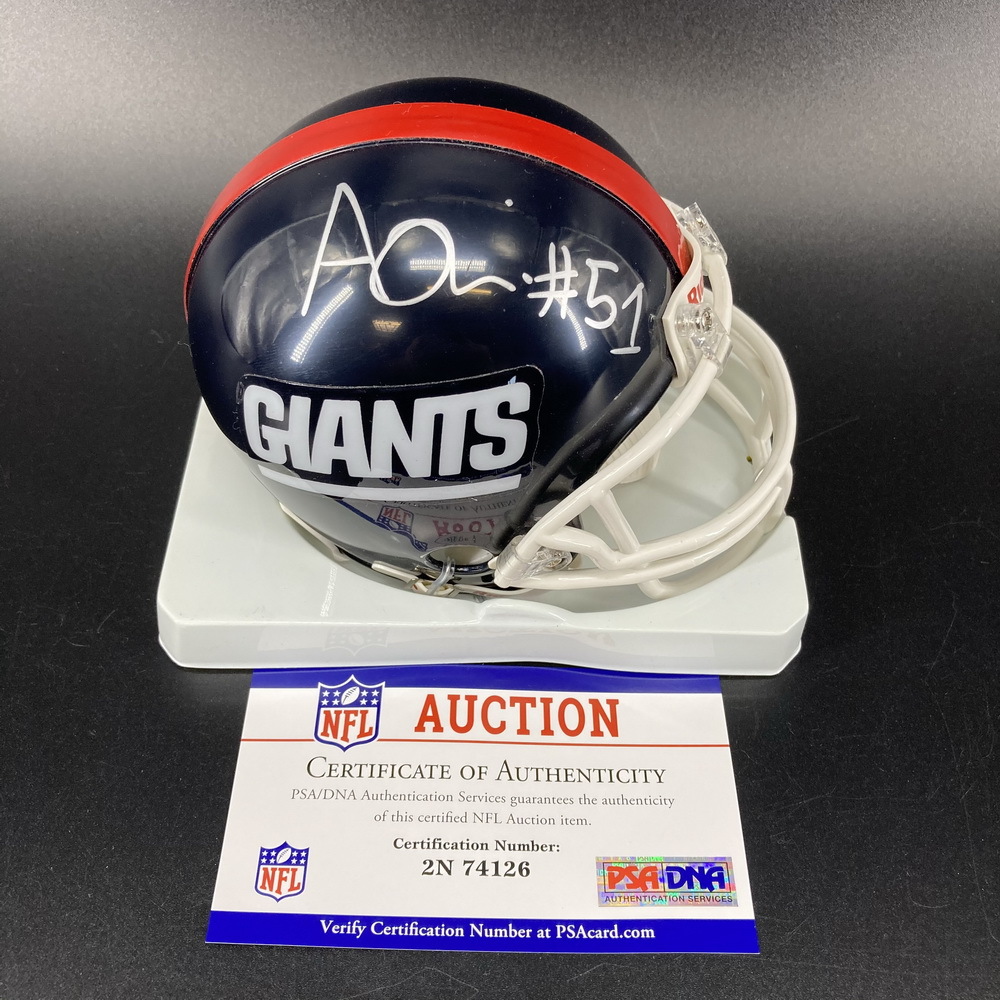 #51
GIANTS
NFL
AUCTION
CERTIFICATE OF AUTHENTICITY
PSA/DNA Authentication Services guarantees the authenticity
of this certified NFL Auction item.
Certification Number:
2N 74126
NFL
PSA DNA
AUTHENTICATION SERVICES
Verify Certification Number at PSAcard.com